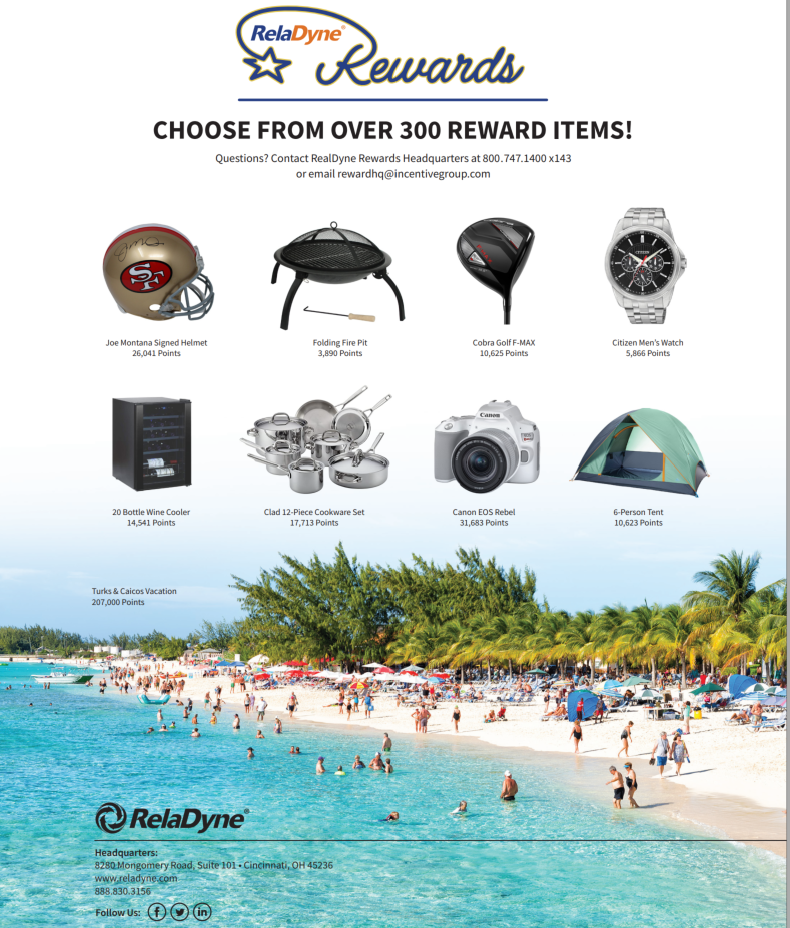 RelaDyne®
Rewards
CHOOSE FROM OVER 300 REWARD ITEMS!
Questions? Contact RealDyne Rewards Headquarters at 800.747.1400 x143
or email rewardhq@incentivegroup.com
SF
CITIZEN
Joe Montana Signed Helmet
26,041 Points
Folding Fire Pit
3,890 Points
Cobra Golf F-MAX
10,625 Points
Citizen Men's Watch
5,866 Points
Canon
20 Bottle Wine Cooler
14,541 Points
Clad 12-Piece Cookware Set
17,713 Points
Canon EOS Rebel
31,683 Points
6-Person Tent
10,623 Points
Turks & Caicos Vacation
207,000 Points
RelaDyne®
Headquarters:
8280 Mongomery Road, Suite 101 • Cincinnati, OH 45236
www.reladyne.com
888.830.3156
Follow Us: f in